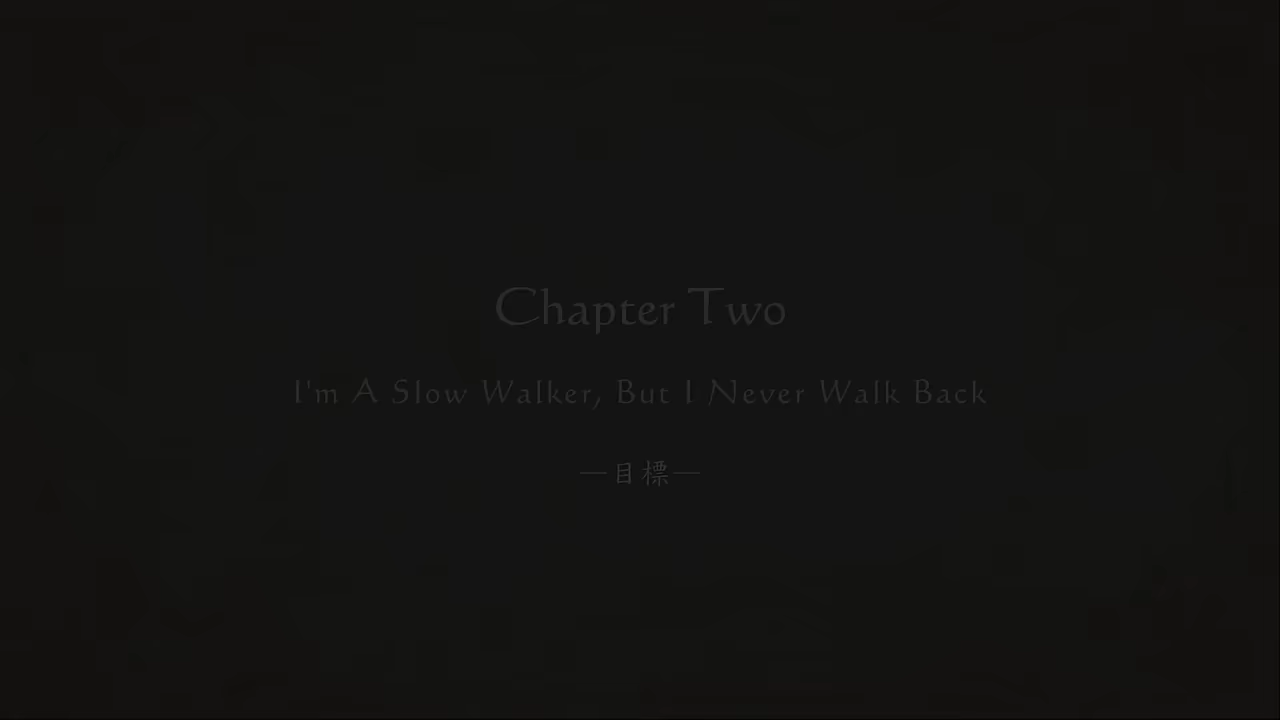 Chapter Two
I'm A Slow Walker, But I Never Walk Back
—目標—